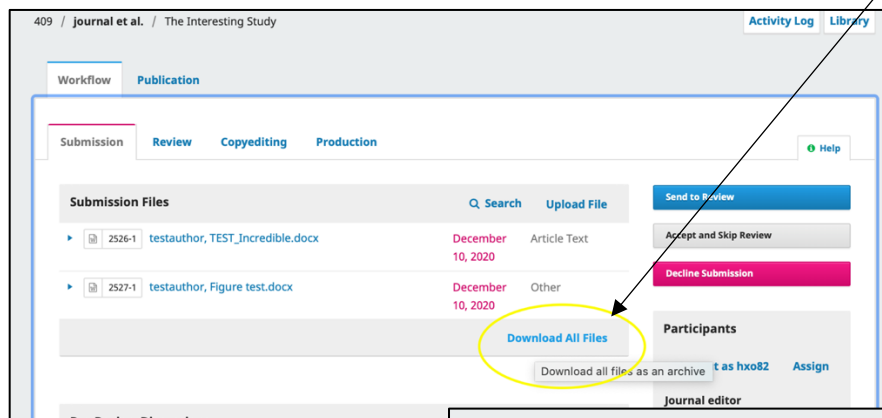 409 / journal et al. / The Interesting Study
Activity Log Library
Workflow Publication
Submission Review Copyediting Production
Help
Submission Files
Search Upload File
2526-1 testauthor, TEST_Incredible.docx December 10, 2020 Article Text
2527-1 testauthor, Figure test.docx December 10, 2020 Other
Download All Files
Download all files as an archive
Send to Review
Accept and Skip Review
Decline Submission
Participants
t as hxo82 Assign
Journal editor